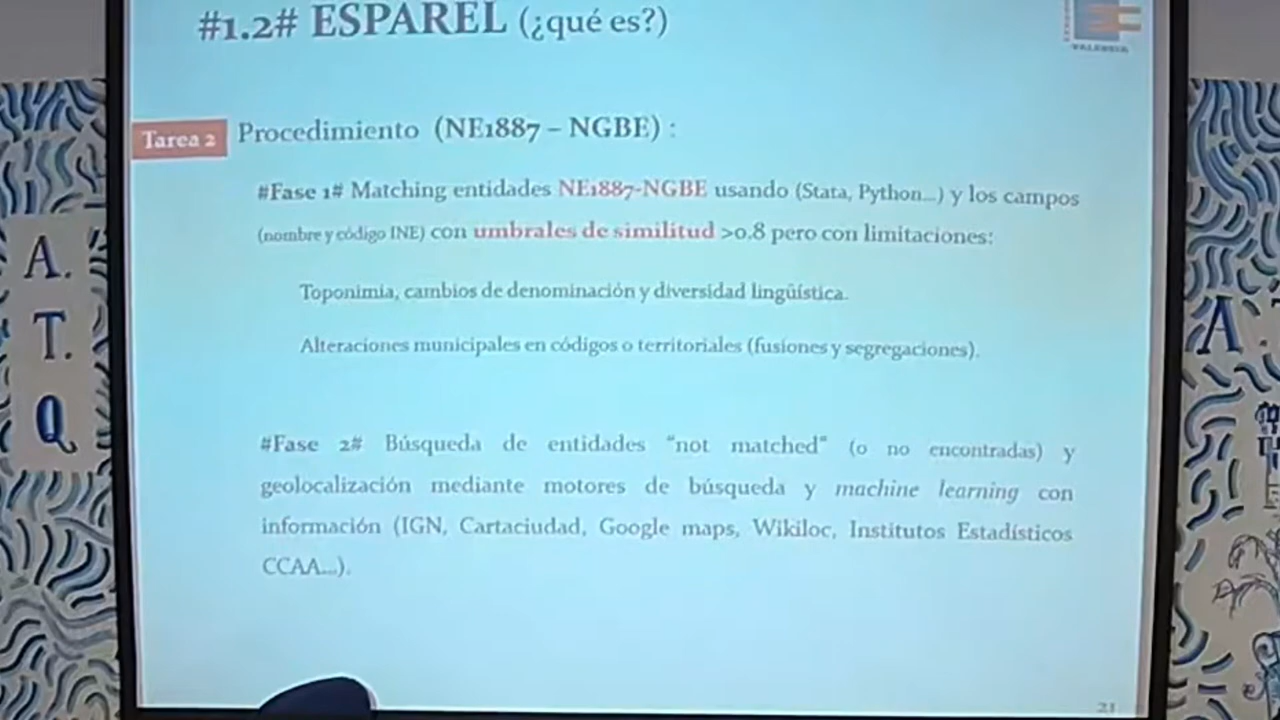 #1.2# ESPAREL (¿qué es?)
VALENCIA
Tarea 2
Procedimiento (NE1887 – NGBE) :
#Fase 1# Matching entidades NE1887-NGBE usando (Stata, Python...) y los campos
(nombre y código INE) con umbrales de similitud >0.8 pero con limitaciones:
Toponimia, cambios de denominación y diversidad lingüística.
Alteraciones municipales en códigos o territoriales (fusiones y segregaciones).
#Fase 2# Búsqueda de entidades "not matched" (o no encontradas) y
geolocalización mediante motores de búsqueda y machine learning con
información (IGN, Cartaciudad, Google maps, Wikiloc, Institutos Estadísticos
CCAA...).
21
A.
T.
Q
A.